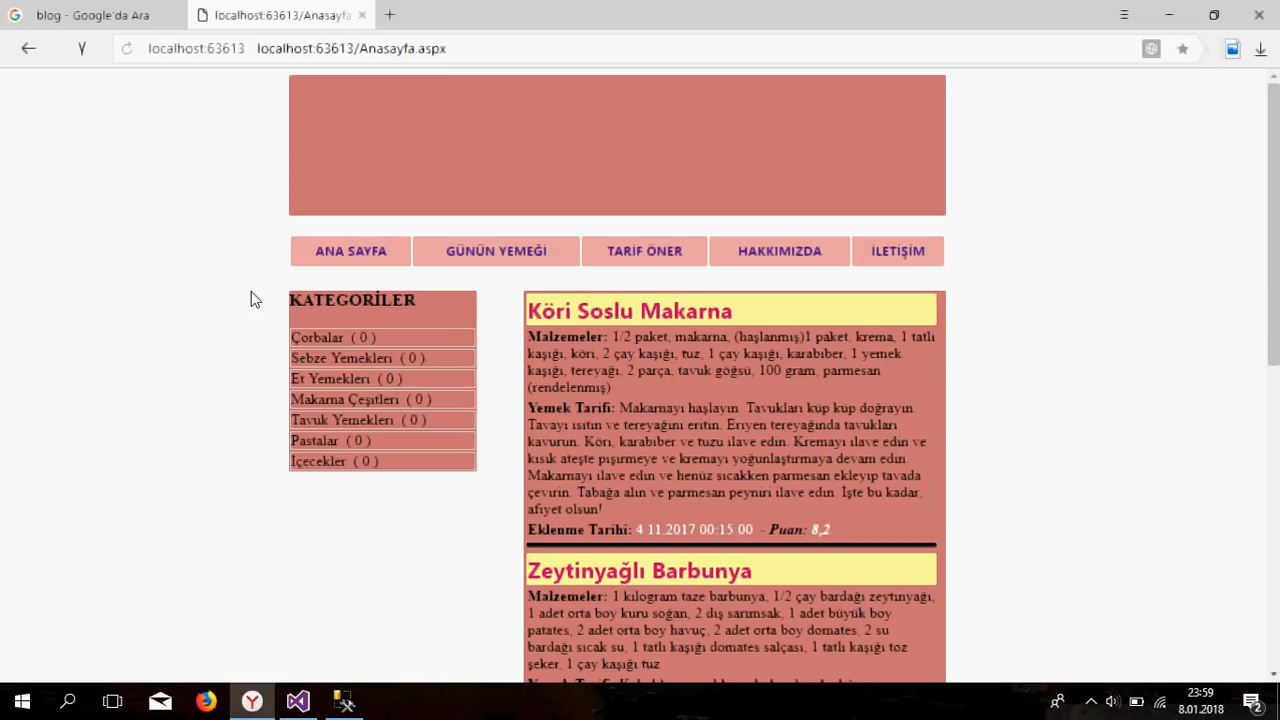 blog - Google'da Ara
localhost:63613/Anasayfa
localhost:63613 localhost:63613/Anasayfa.aspx
ANA SAYFA
GÜNÜN YEMEĞİ
TARİF ÖNER
HAKKIMIZDA
İLETİŞİM
KATEGORİLER
Çorbalar ( 0 )
Sebze Yemekleri ( 0 )
Et Yemekleri ( 0 )
Makarna Çeşitleri ( 0 )
Tavuk Yemekleri ( 0 )
Pastalar ( 0 )
İçecekler ( 0 )
Köri Soslu Makarna
Malzemeler: 1/2 paket, makarna, (haşlanmış)1 paket, krema, 1 tatlı
kaşığı, köri, 2 çay kaşığı, tuz, 1 çay kaşığı, karabiber, 1 yemek
kaşığı, tereyağı, 2 parça, tavuk göğsü, 100 gram, parmesan
(rendelenmiş)
Yemek Tarifi: Makarnayı haşlayın. Tavukları küp küp doğrayın.
Tavayı ısıtın ve tereyağını eritin. Eriyen tereyağında tavukları
kavurun. Köri, karabiber ve tuzu ilave edin. Kremayı ilave edin ve
kısık ateşte pişirmeye ve kremayı yoğunlaştırmaya devam edin.
Makarnayı ilave edin ve henüz sıcakken parmesan ekleyip tavada
çevirin. Tabağa alın ve parmesan peyniri ilave edin. İşte bu kadar,
afiyet olsun!
Eklenme Tarihi: 4.11.2017 00:15:00 - Puan: 8,2
Zeytinyağlı Barbunya
Malzemeler: 1 kilogram taze barbunya, 1/2 çay bardağı zeytinyağı,
1 adet orta boy kuru soğan, 2 diş sarımsak, 1 adet büyük boy
patates, 2 adet orta boy havuç, 2 adet orta boy domates, 2 su
bardağı sıcak su, 1 tatlı kaşığı domates salçası, 1 tatlı kaşığı toz
şeker, 1 çay kaşığı tuz
23:59
8.01.2018
2